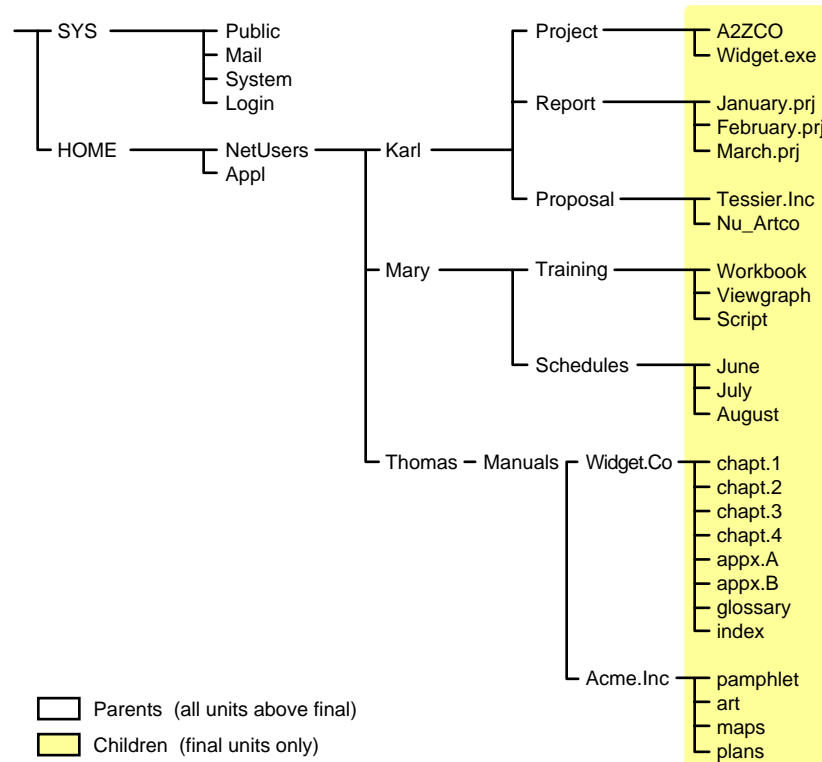 SYS Public Project A2ZCO
Mail Widget.exe
System
Login Report January.prj
February.prj
HOME NetUsers Karl March.prj
Appl
Proposal Tessier.Inc
Nu_Artco
Mary Training Workbook
Viewgraph
Script
Schedules June
July
August
Thomas Manuals Widget.Co chapt.1
chapt.2
chapt.3
chapt.4
appx.A
appx.B
glossary
index
Acme.Inc pamphlet
art
maps
plans
Parents (all units above final)
Children (final units only)